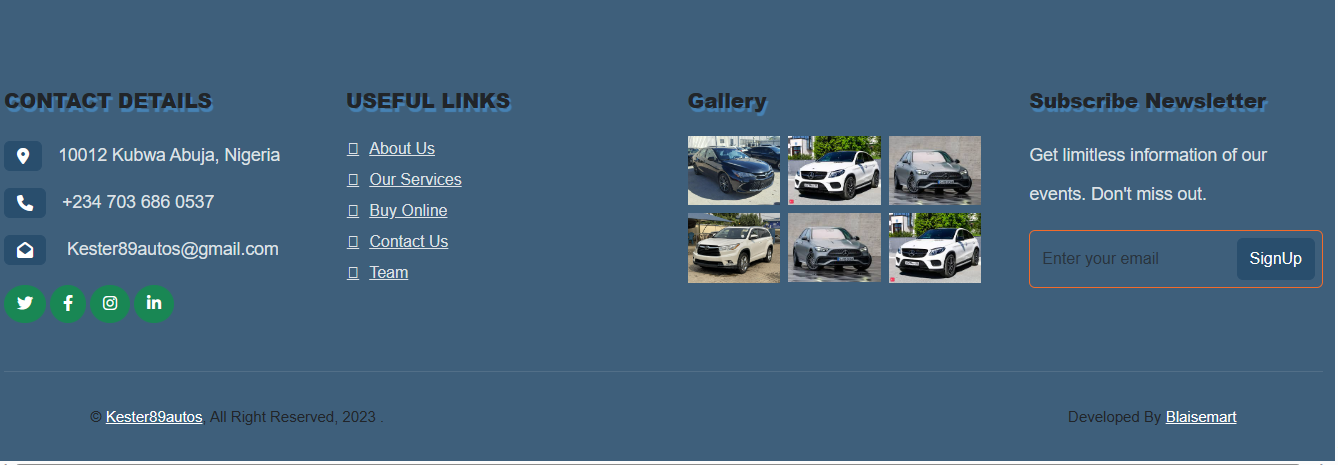 CONTACT DETAILS
10012 Kubwa Abuja, Nigeria
+234 703 686 0537
Kester89autos@gmail.com
USEFUL LINKS
About Us
Our Services
Buy Online
Contact Us
Team
Gallery
Subscribe Newsletter
Get limitless information of our
events. Don't miss out.
Enter your email SignUp
© Kester89autos, All Right Reserved, 2023 .
Developed By Blaisemart